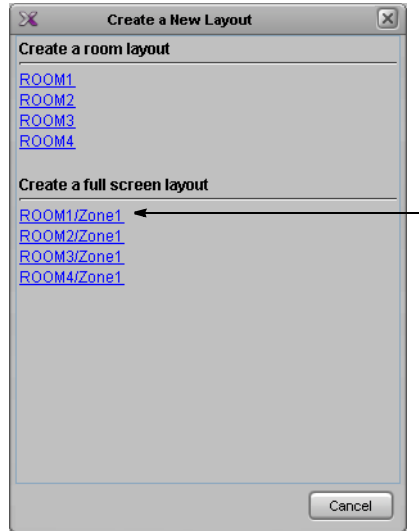 Create a New Layout
Create a room layout
ROOM1
ROOM2
ROOM3
ROOM4
Create a full screen layout
ROOM1/Zone1
ROOM2/Zone1
ROOM3/Zone1
ROOM4/Zone1
Cancel